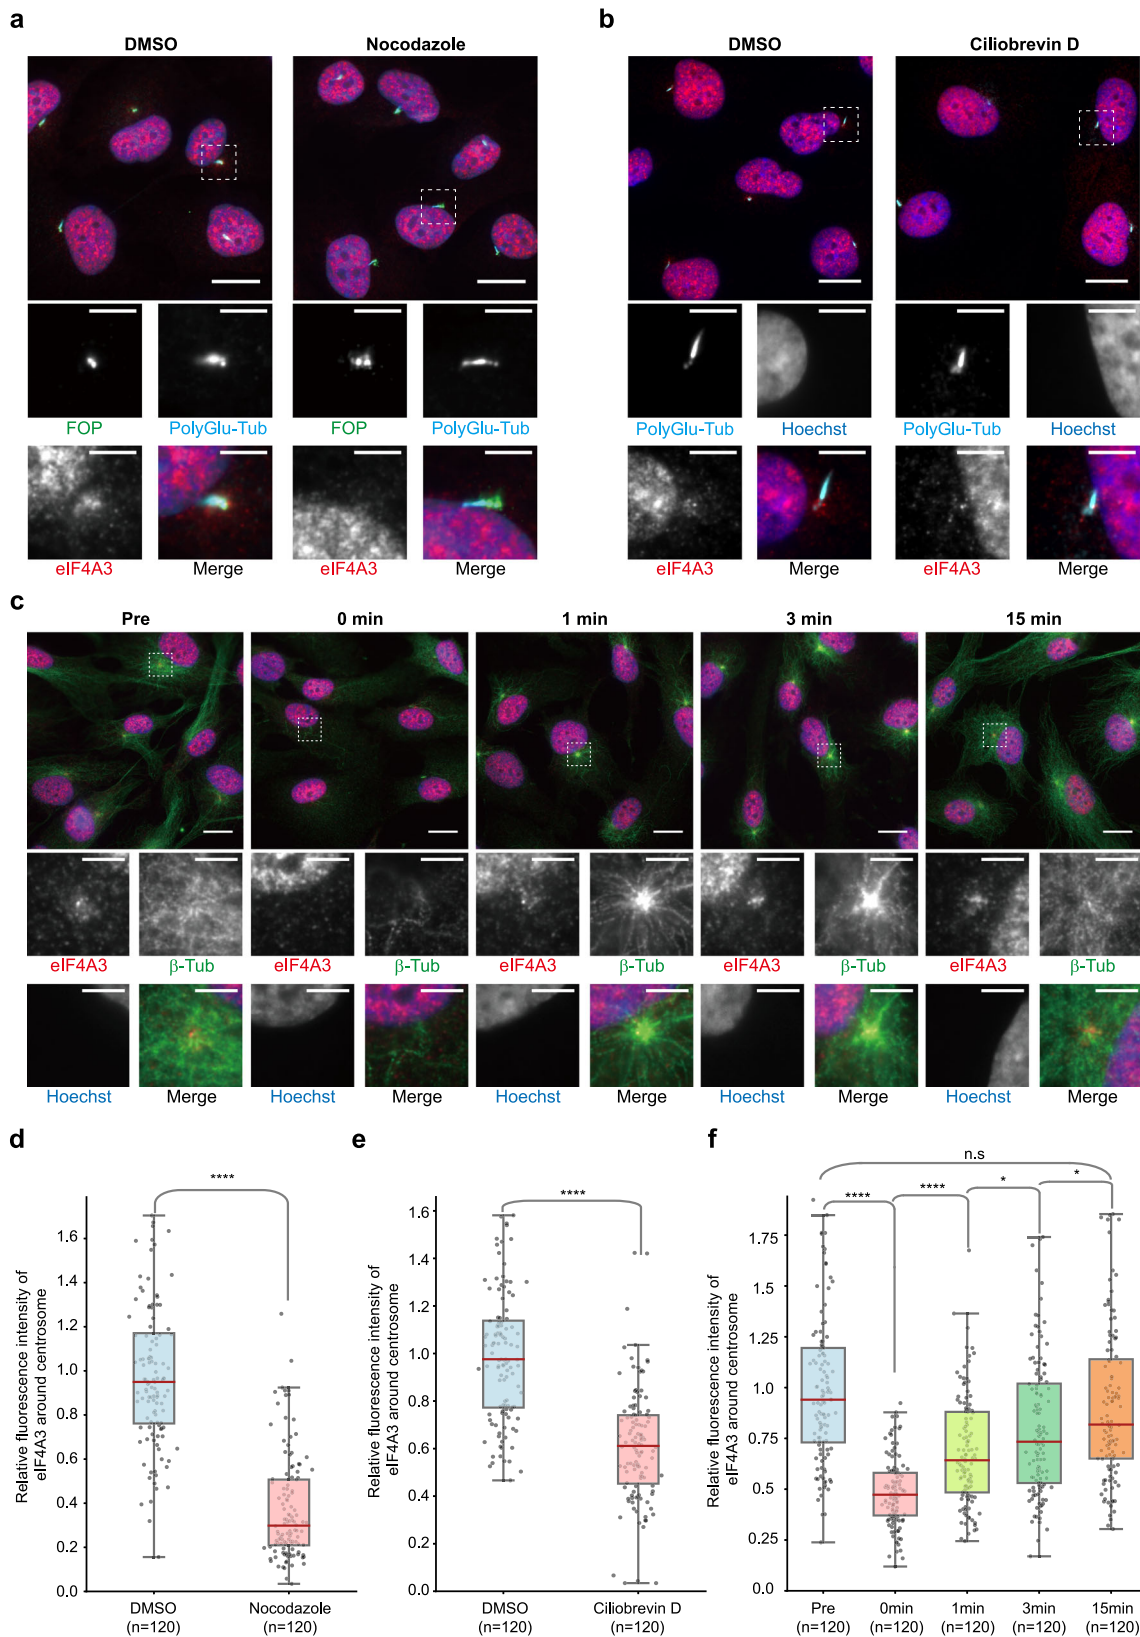 a
b
DMSO
Nocodazole
DMSO
Ciliobrevin D
FOP
PolyGlu-Tub
FOP
PolyGlu-Tub
PolyGlu-Tub
Hoechst
PolyGlu-Tub
Hoechst
eIF4A3
Merge
eIF4A3
Merge
eIF4A3
Merge
eIF4A3
Merge
c
Pre
0 min
1 min
3 min
15 min
eIF4A3
β-Tub
eIF4A3
β-Tub
eIF4A3
β-Tub
eIF4A3
β-Tub
eIF4A3
β-Tub
Hoechst
Merge
Hoechst
Merge
Hoechst
Merge
Hoechst
Merge
Hoechst
Merge
d
****
Relative fluorescence intensity of
eIF4A3 around centrosome
1.6
1.4
1.2
1.0
0.8
0.6
0.4
0.2
0.0
DMSO
(n=120)
Nocodazole
(n=120)
e
****
Relative fluorescence intensity of
eIF4A3 around centrosome
1.6
1.4
1.2
1.0
0.8
0.6
0.4
0.2
0.0
DMSO
(n=120)
Ciliobrevin D
(n=120)
f
n.s
****
****
*
*
Relative fluorescence intensity of
eIF4A3 around centrosome
1.75
1.50
1.25
1.0
0.75
0.5
0.25
0.0
Pre
(n=120)
0min
(n=120)
1min
(n=120)
3min
(n=120)
15min
(n=120)